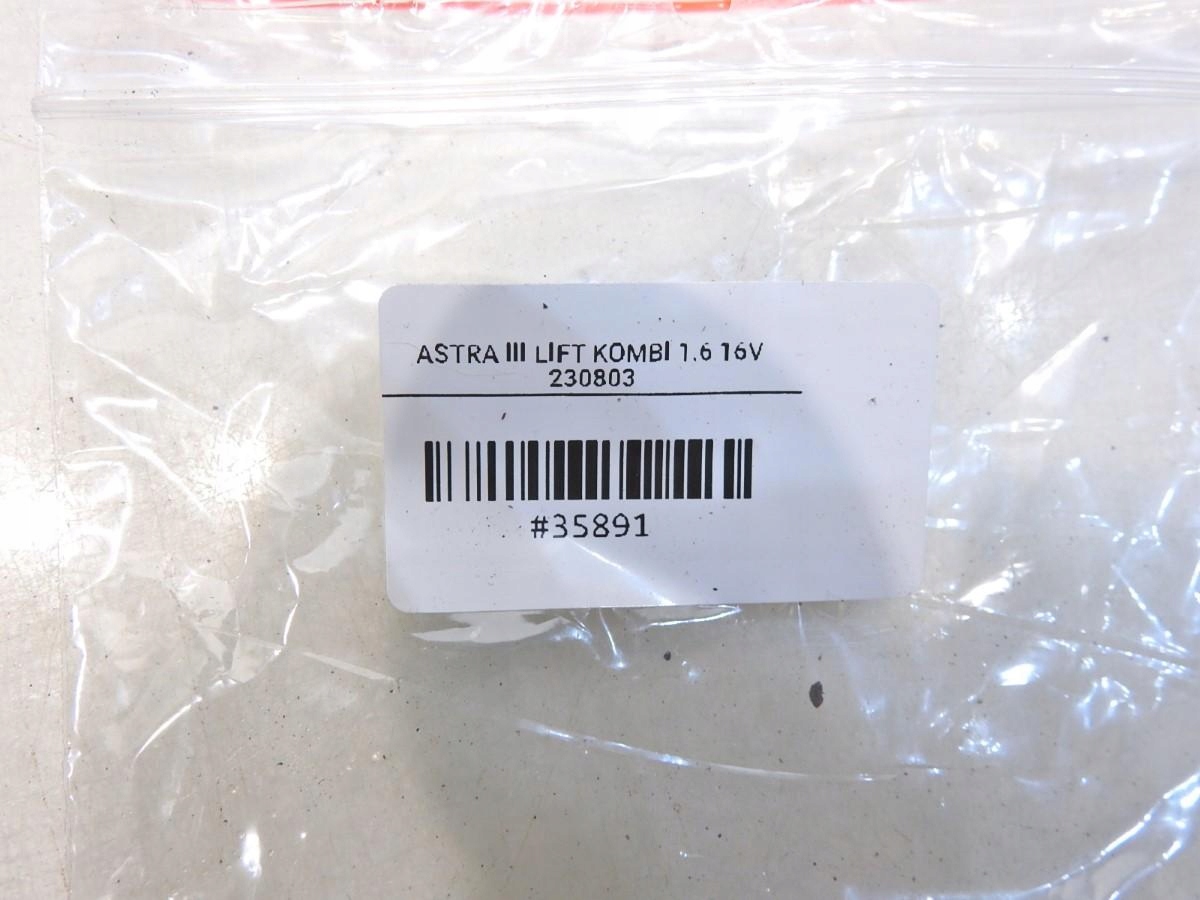 ASTRA III LIFT KOMBI 1.6 16V
230803
#35891